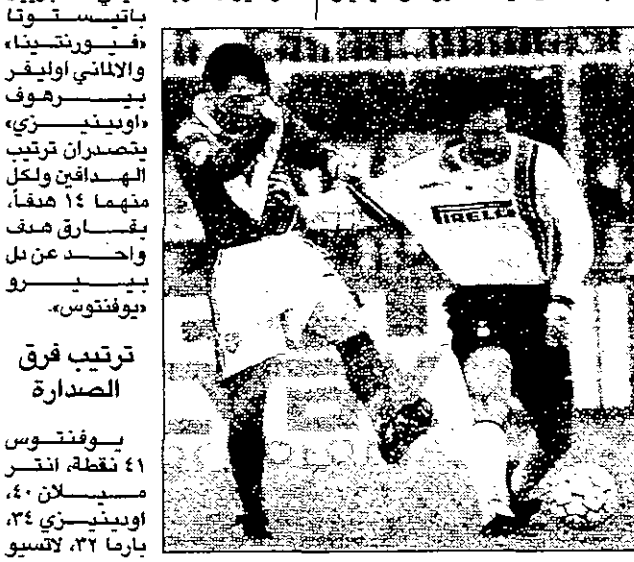 باتيستوتا
«فيورنتينا»
والالماني اوليفر
بيرهوف
«اودينيزي»
يتصدران ترتيب
الهدافين ولكل
منهما ١٤ هدفاً،
بفارق هدف
واحد عن دل
بييرو
«يوفنتوس».
ترتيب فرق
الصدارة
يوفنتوس
٤١ نقطة، انتر
ميلان ٤٠،
اودينيزي ٣٤،
بارما ٣٢، لاتسيو
PIRELLI